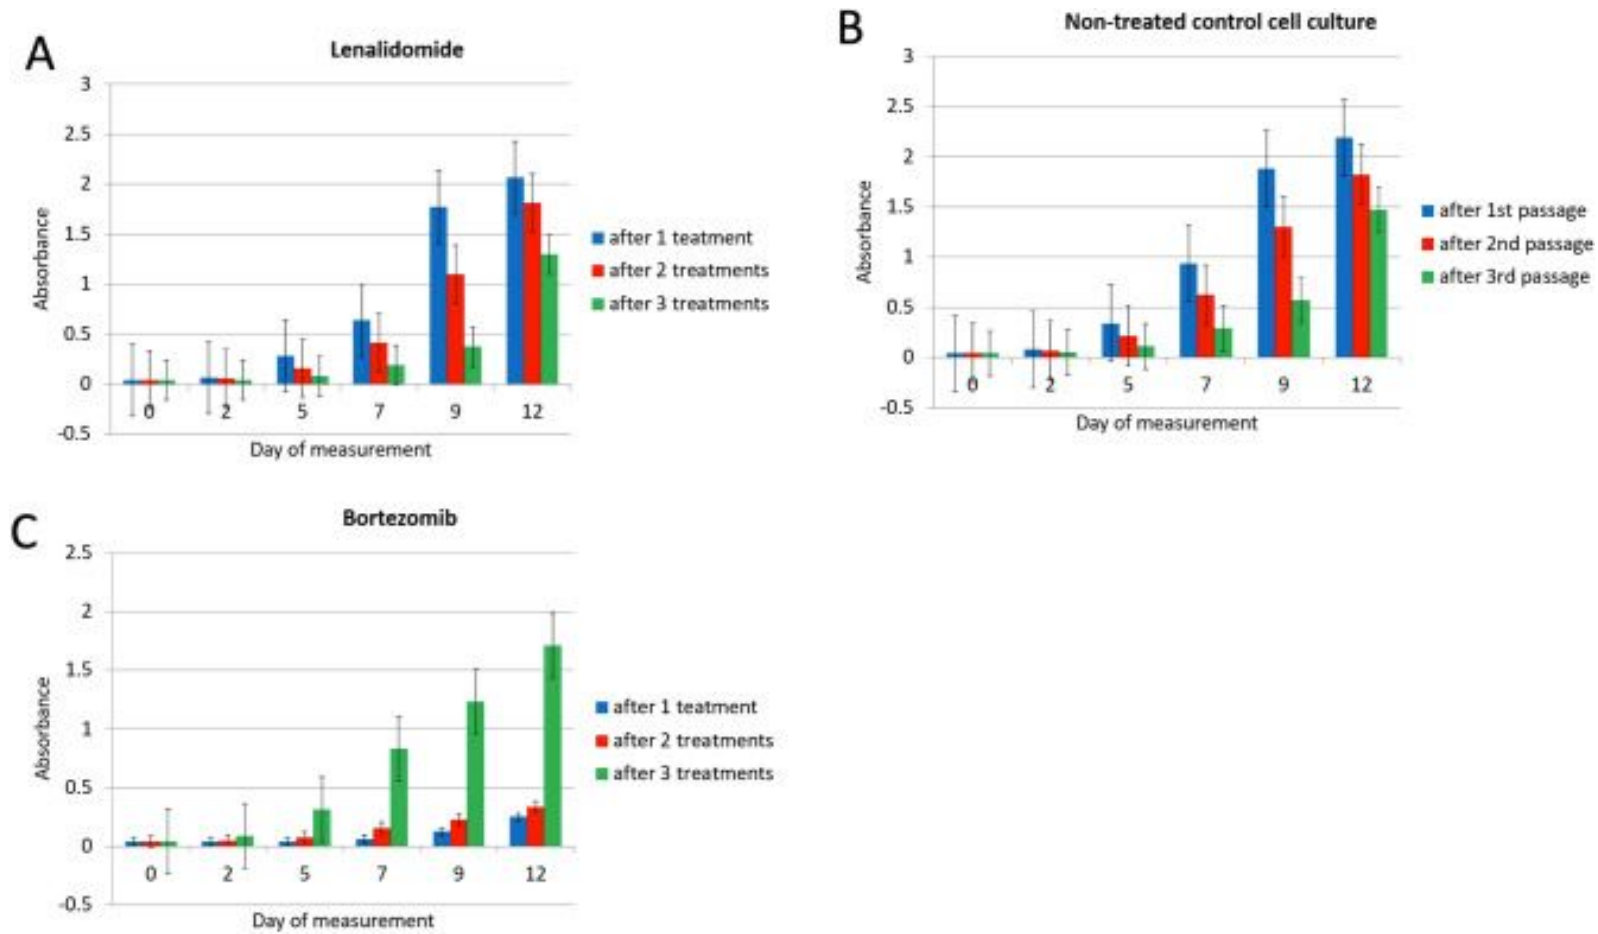 A
Lenalidomide
3
2.5
2
1.5
1
0.5
0
-0.5
Absorbance
0 2 5 7 9 12
Day of measurement
after 1 teatment
after 2 treatments
after 3 treatments
B
Non-treated control cell culture
3
2.5
2
1.5
1
0.5
0
-0.5
Absorbance
0 2 5 7 9 12
Day of measurement
after 1st passage
after 2nd passage
after 3rd passage
C
Bortezomib
2.5
2
1.5
1
0.5
0
-0.5
Absorbance
0 2 5 7 9 12
Day of measurement
after 1 teatment
after 2 treatments
after 3 treatments